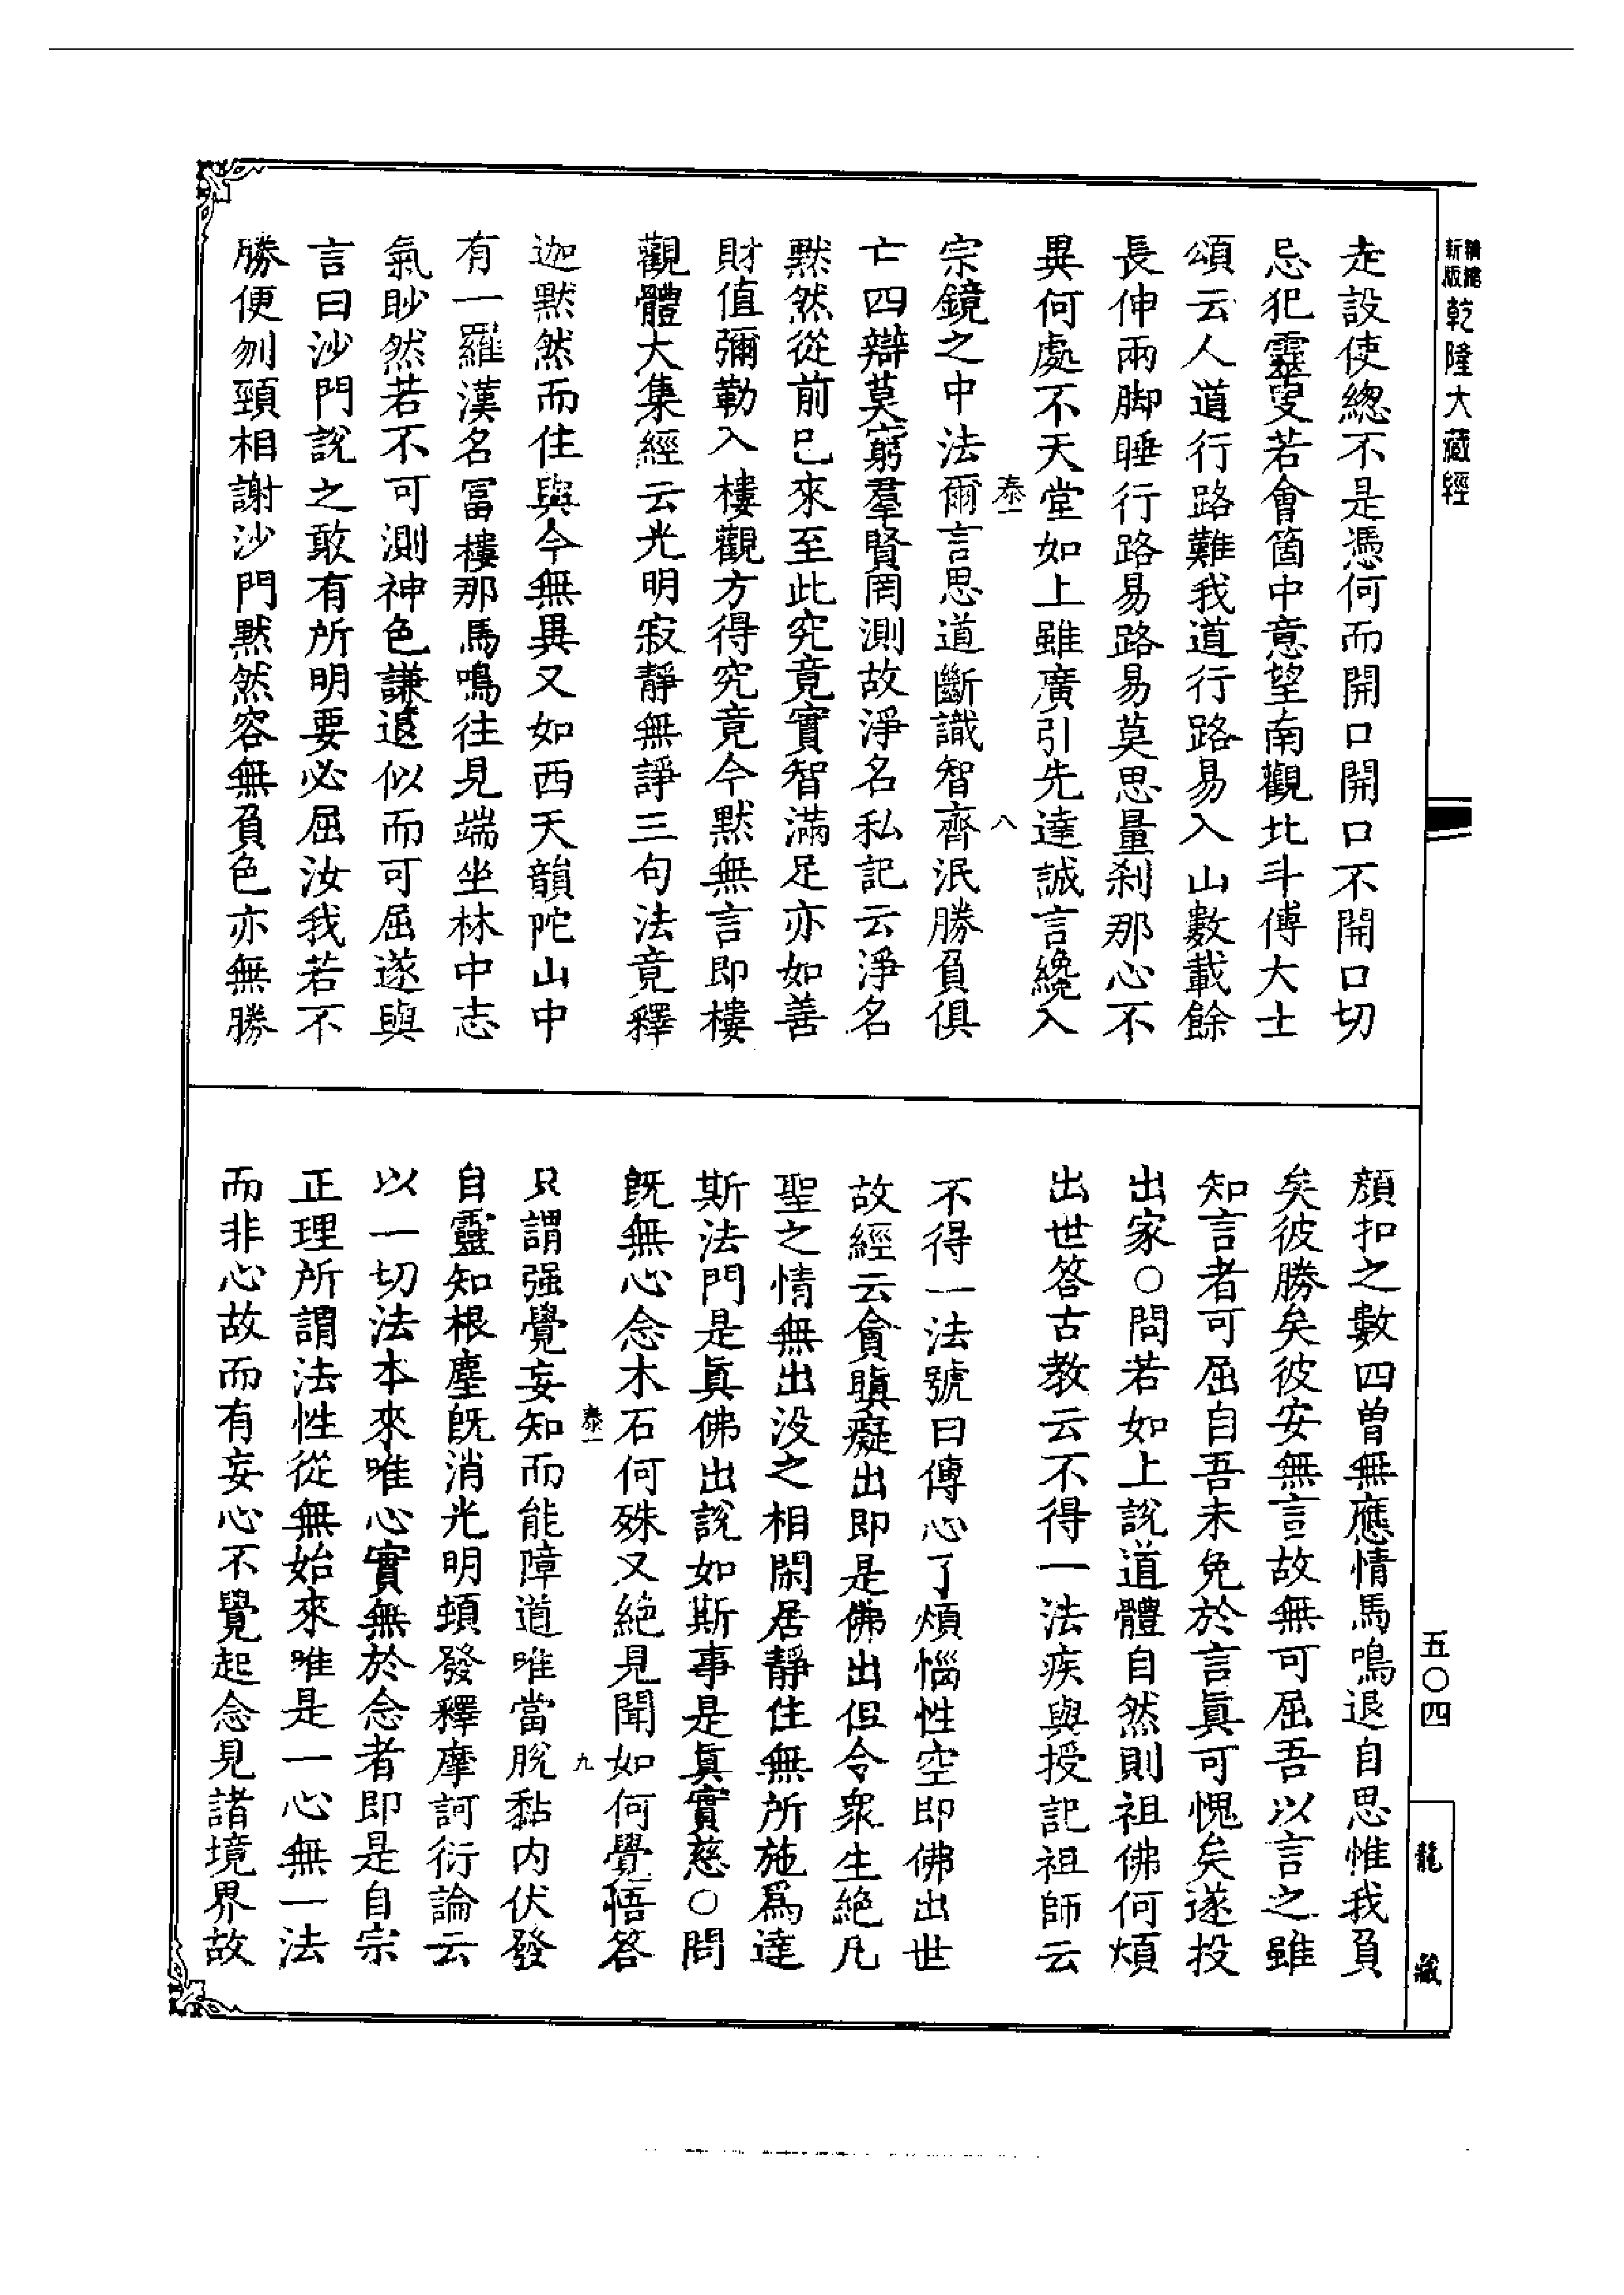 精縮新版乾隆大藏經
走設使總不是憑何而開口開口不開口切
忌犯靈叟若會箇中意望南觀北斗傅大士
頌云人道行路難我道行路易入山數載餘
長伸兩脚睡行路易路易莫思量刹那心不
異何處不天堂如上雖廣引先達誠言纔入
泰一 八
宗鏡之中法爾言思道斷識智齊泯勝負俱
亡四辯莫窮羣賢罔測故淨名私記云淨名
默然從前已來至此究竟實智滿足亦如善
財值彌勒入樓觀方得究竟今默無言即樓
觀體大集經云光明寂靜無諍三句法竟釋
迦默然而住與今無異又如西天韻陀山中
有一羅漢名富樓那馬鳴往見端坐林中志
氣眇然若不可測神色謙退似而可屈遂與
言曰沙門說之敢有所明要必屈汝我若不
勝便刎頸相謝沙門默然容無負色亦無勝
顏扣之數四曾無應情馬鳴退自思惟我負
矣彼勝矣彼安無言故無可屈吾以言之雖
知言者可屈自吾未免於言眞可愧矣遂投
出家○問若如上說道體自然則祖佛何煩
出世答古教云不得一法疾與授記祖師云
不得一法號曰傳心了煩惱性空即佛出世
故經云貪瞋癡出即是佛出但令衆生絶凡
聖之情無出没之相閑居靜住無所施爲達
斯法門是眞佛出說如斯事是眞實慈○問
既無心念木石何殊又絶見聞如何覺悟答
泰一 九
只謂强覺妄知而能障道唯當脫黏内伏發
自靈知根塵既消光明頓發釋摩訶衍論云
以一切法本來唯心實無於念者即是自宗
正理所謂法性從無始來唯是一心無一法
而非心故而有妄心不覺起念見諸境界故
五○四
龍藏